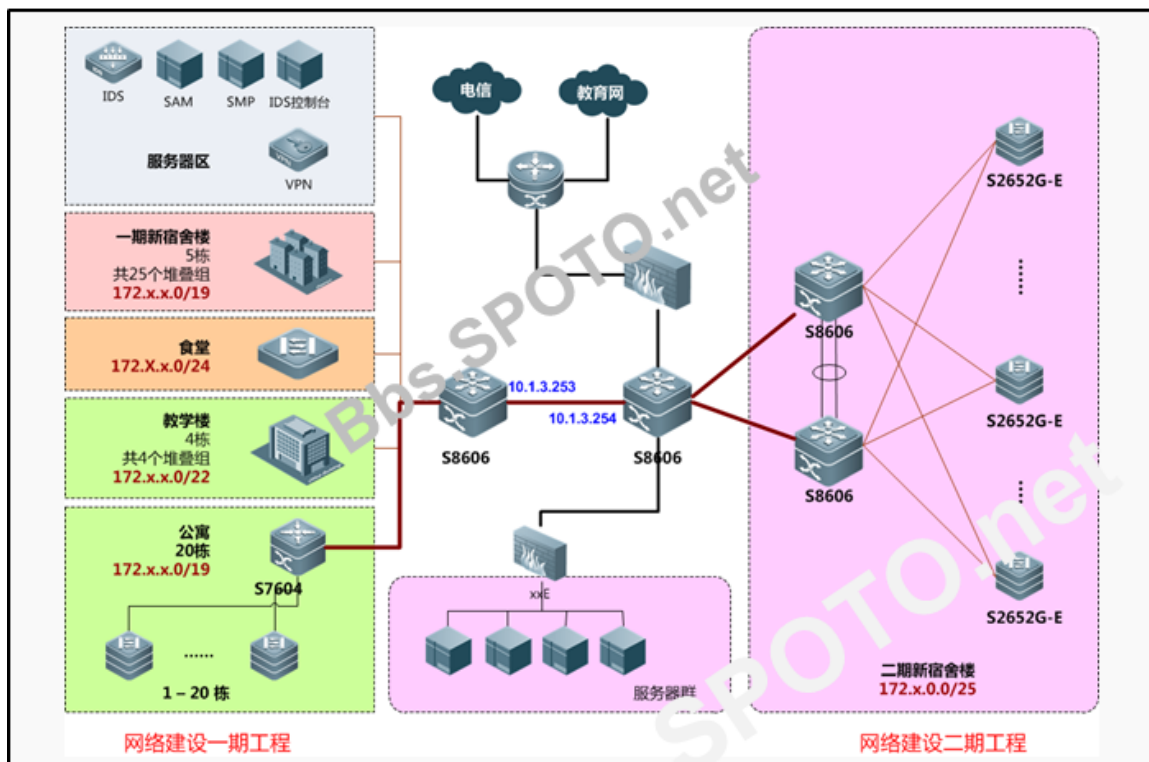 IDS
SAM
SMP
IDS控制台
服务器区
VPN
VPN
一期新宿舍楼
5栋
共25个堆叠组
172.x.x.0/19
食堂
172.X.x.0/24
教学楼
4栋
共4个堆叠组
172.x.x.0/22
公寓
20栋
172.x.x.0/19
S7604
......
1 – 20 栋
网络建设一期工程
电信
教育网
10.1.3.253
10.1.3.254
S8606
S8606
xxE
服务器群
S8606
S8606
S2652G-E
......
S2652G-E
......
S2652G-E
二期新宿舍楼
172.x.0.0/25
网络建设二期工程
Bbs.SPOTO.net
SPOTO.net